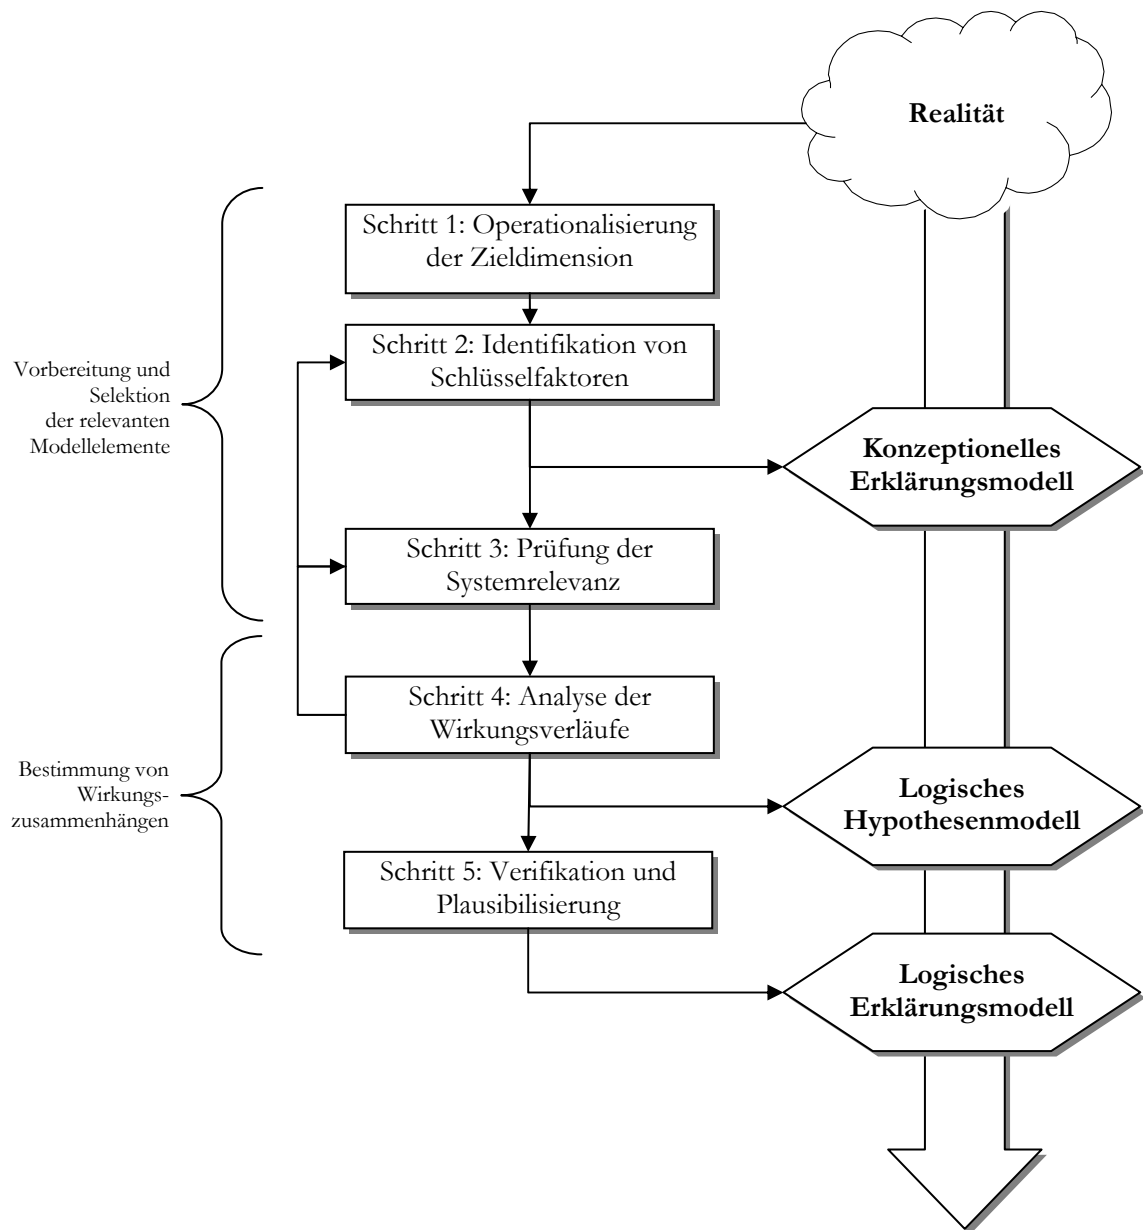 Realität
Schritt 1: Operationalisierung
der Zieldimension
Schritt 2: Identifikation von
Schlüsselfaktoren
Vorbereitung und
Selektion
der relevanten
Modellelemente
Konzeptionelles
Erklärungsmodell
Schritt 3: Prüfung der
Systemrelevanz
Schritt 4: Analyse der
Wirkungsverläufe
Bestimmung von
Wirkungs-
zusammenhängen
Logisches
Hypothesenmodell
Schritt 5: Verifikation und
Plausibilisierung
Logisches
Erklärungsmodell